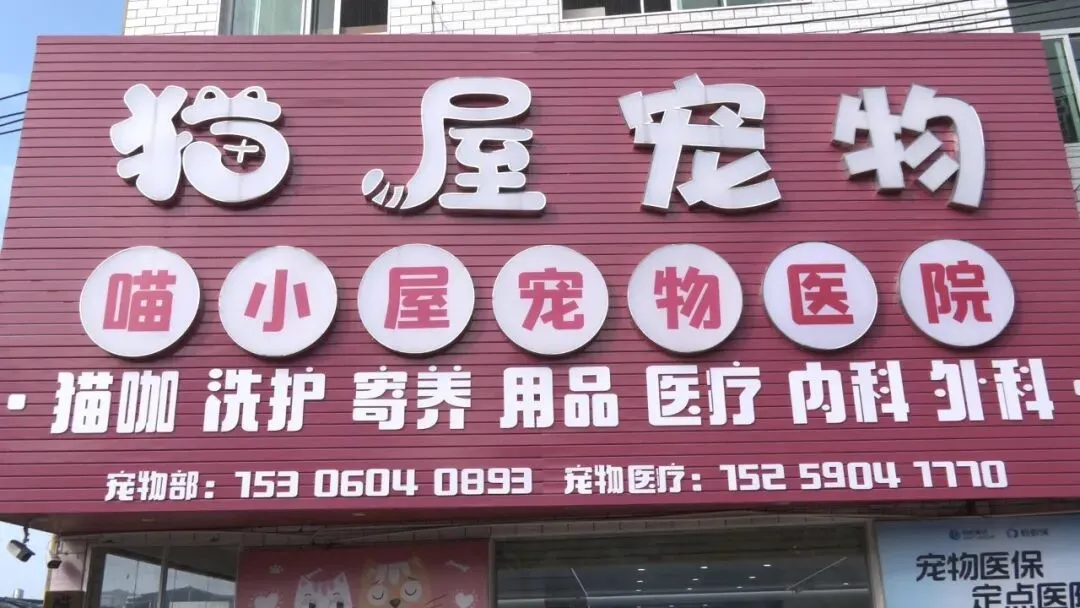 猫屋宠物
喵小屋宠物医院
·猫咖 洗护 寄养 用品 医疗 内科 外科·
宠物部：153 0604 0893 宠物医疗：152 5904 1770
宠物医保
定点医院